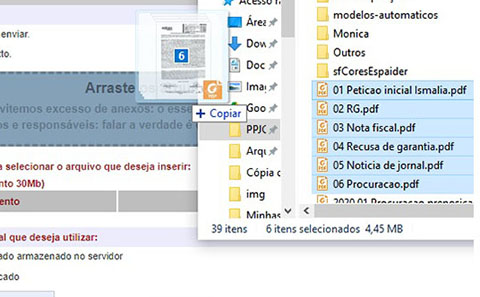 enviar.
Arraste
vitemos excesso de anexos: o esse
s e responsáveis: falar a verdade é
6
+ Copiar
a selecionar o arquivo que deseja inserir:
nto 30Mb)
ento
al que deseja utilizar:
ado armazenado no servidor
cado
Acesso rá
Área
Dow
Doc
Imag
Goo
PPJC
Arqu
Cópia d
img
Minhas
modelos-automaticos
Monica
Outros
sfCoresEspaider
01 Peticao inicial Ismalia.pdf
02 RG.pdf
03 Nota fiscal.pdf
04 Recusa de garantia.pdf
05 Noticia de jornal.pdf
06 Procuracao.pdf
39 itens 6 itens selecionados 4,45 MB